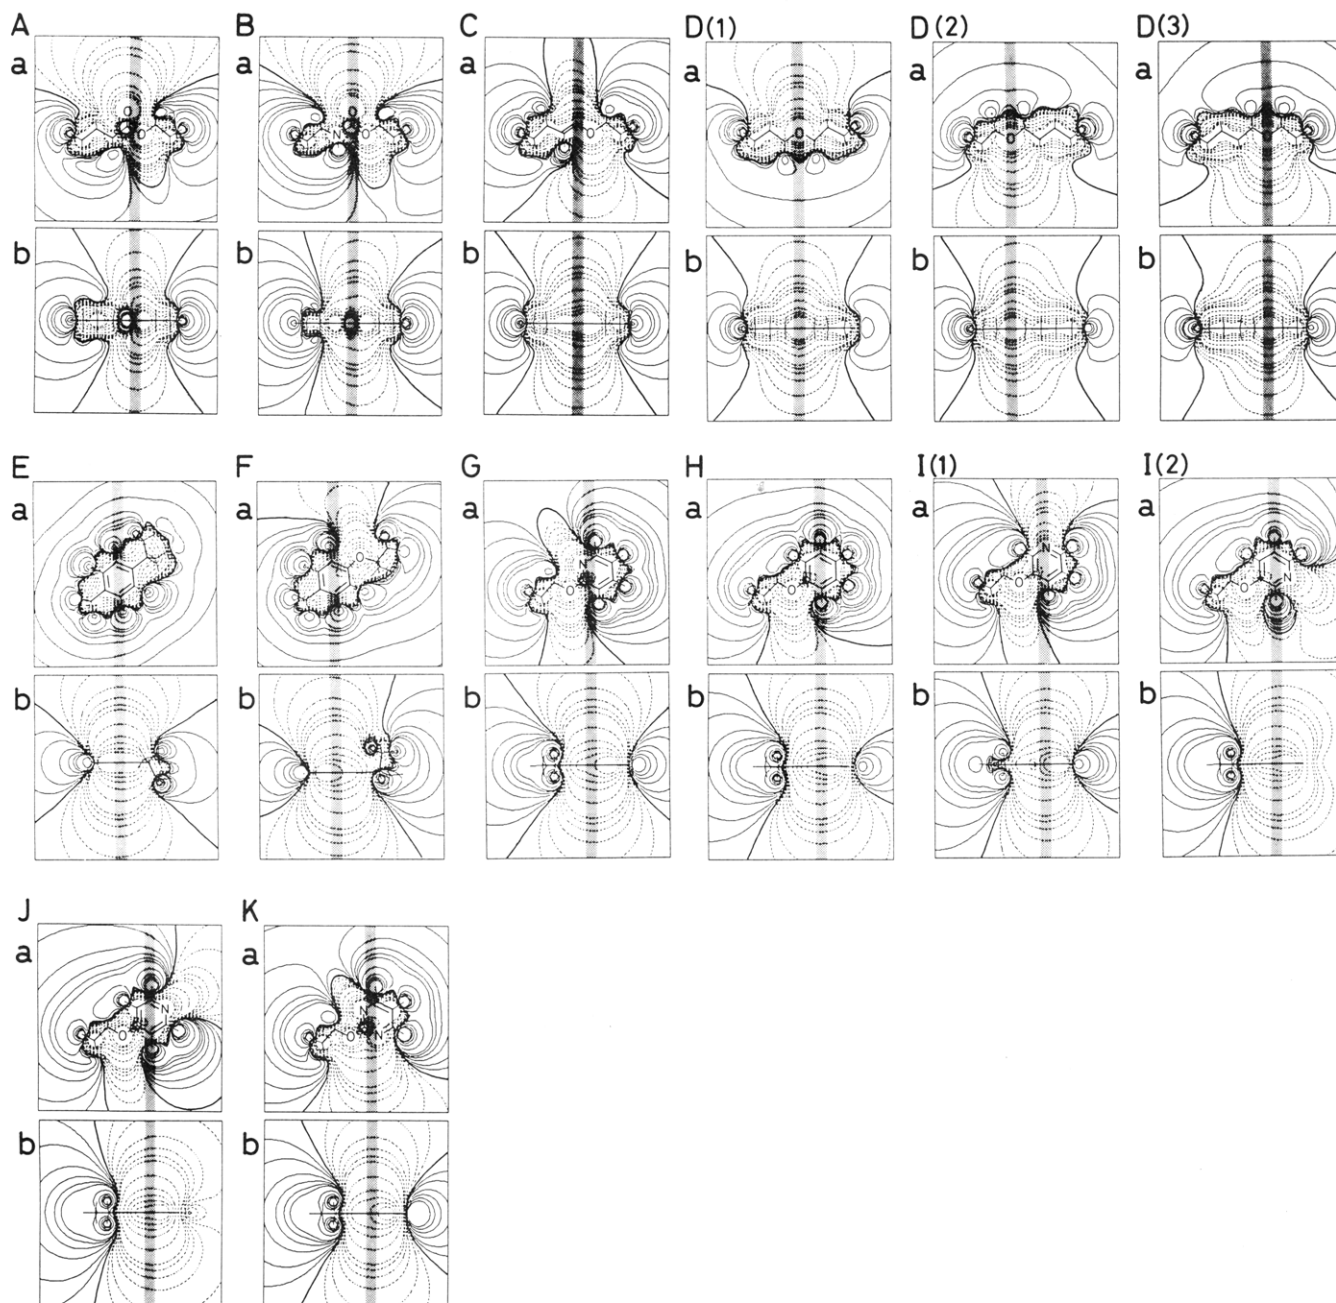 A B C D(1) D(2) D(3)
a a a a a a
O O
N O O O O O
b b b b b b
E F G H I(1) I(2)
a a a a a a
O N O O N O N
b b b b b b
J K
a a
N O N O N
b b